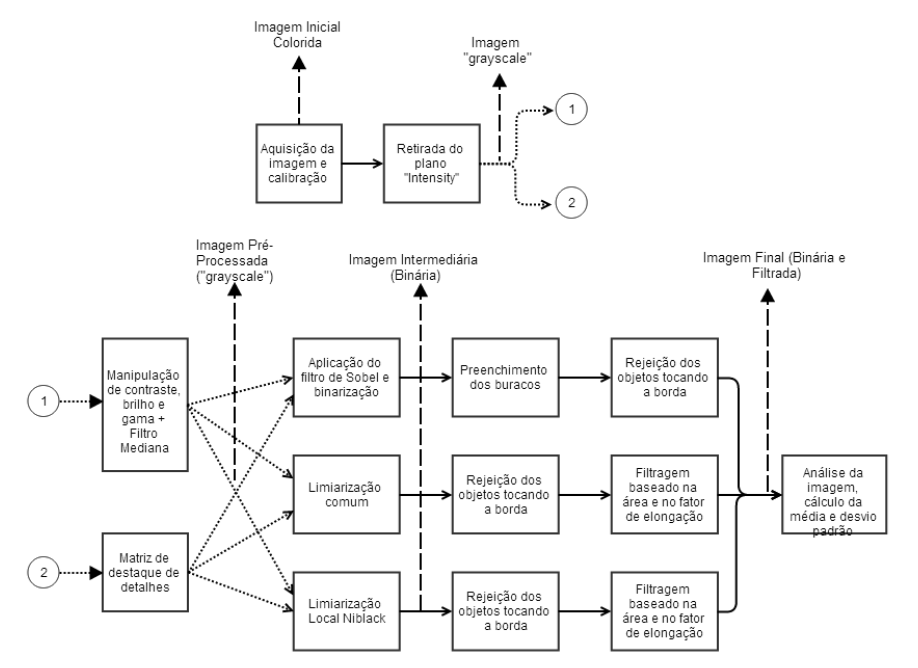 Imagem Inicial
Colorida
Imagem
"grayscale"
Aquisição da
imagem e
calibração
Retirada do
plano
"Intensity"
1
2
Imagem Pré-
Processada
("grayscale")
Imagem Intermediária
(Binária)
Imagem Final (Binária e
Filtrada)
1
Manipulação
de contraste,
brilho e
gama +
Filtro
Mediana
Aplicação do
filtro de Sobel e
binarização
Preenchimento
dos buracos
Rejeição dos
objetos tocando
a borda
Limiarização
comum
Rejeição dos
objetos tocando
a borda
Filtragem
baseado na
área e no fator
de elongação
Análise da
imagem,
cálculo da
média e desvio
padrão
2
Matriz de
destaque de
detalhes
Limiarização
Local Niblack
Rejeição dos
objetos tocando
a borda
Filtragem
baseado na
área e no fator
de elongação